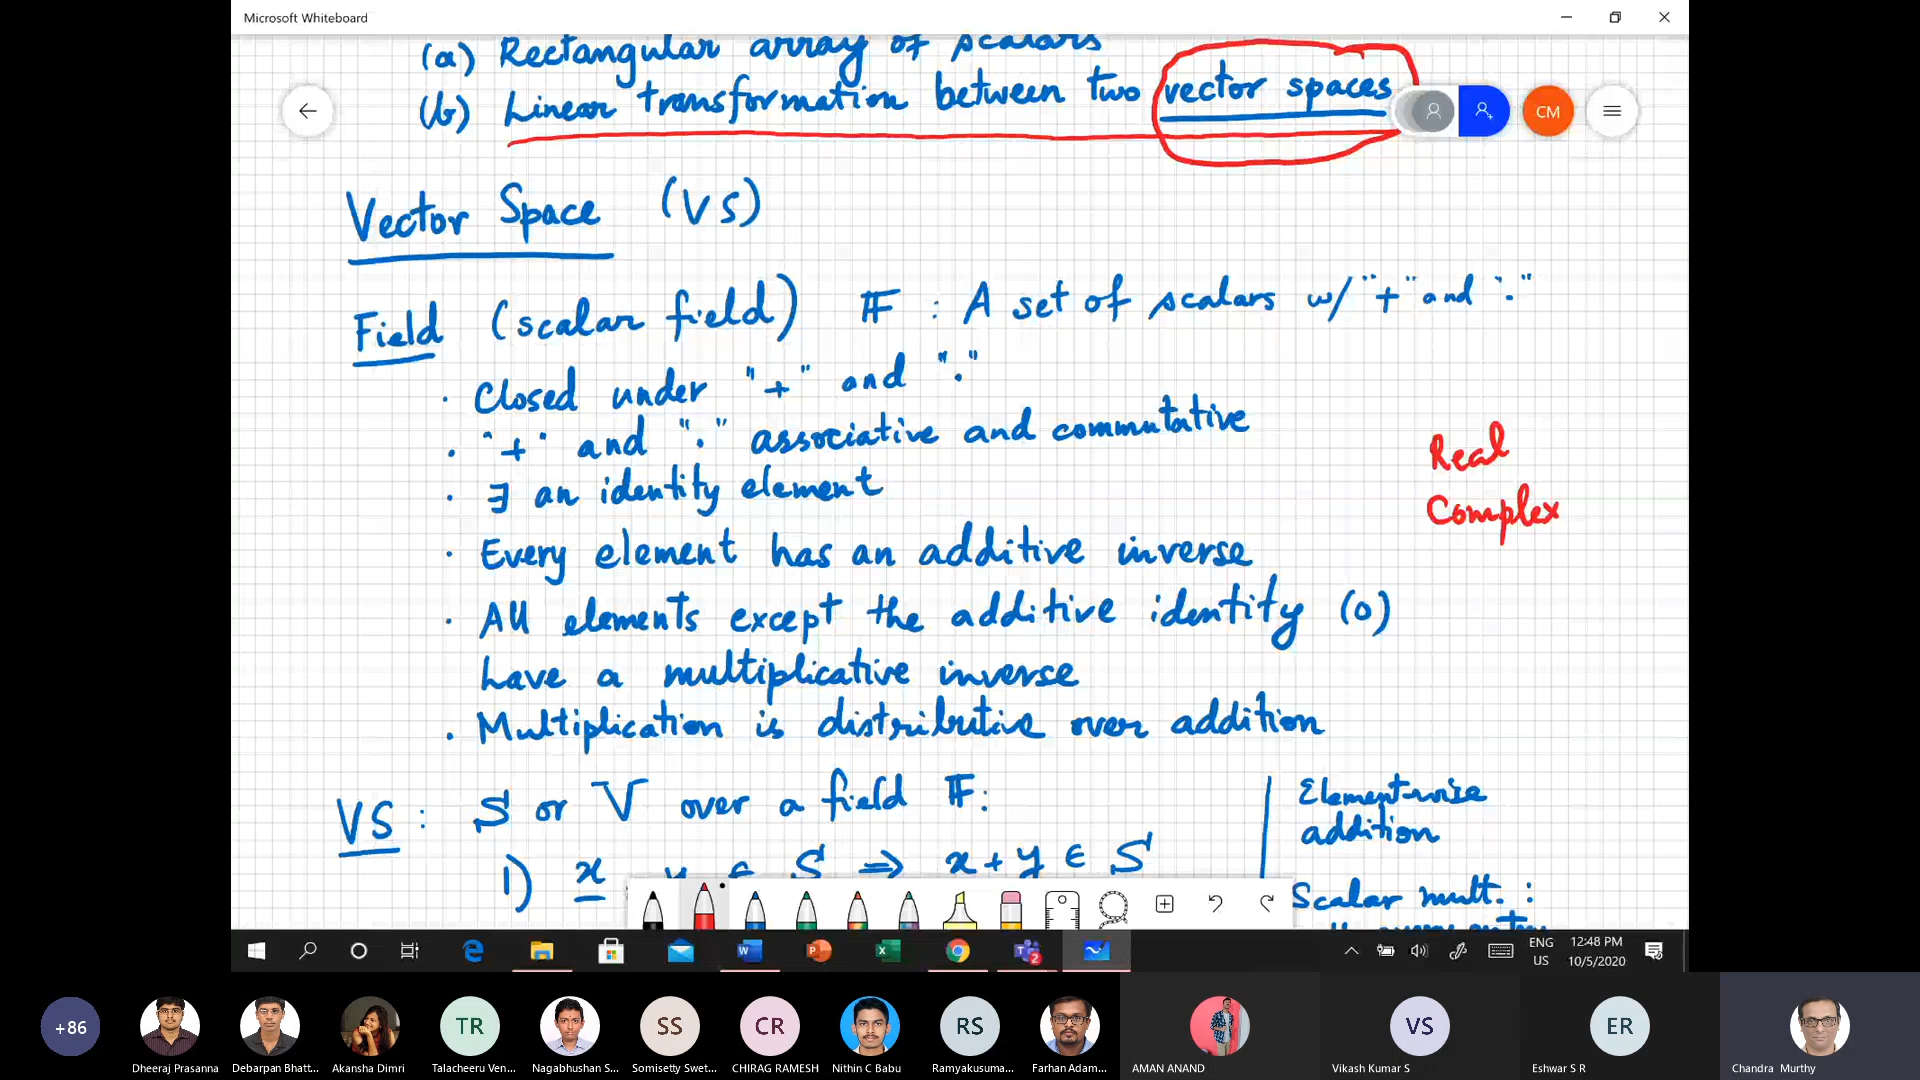 Microsoft Whiteboard
(a) Rectangular array of scalars
(b) Linear transformation between two vector spaces
CM
Vector Space (VS)
Field (scalar field) 𝔽 : A set of scalars w/ "+" and "."
. Closed under "+" and "."
. "+" and "." associative and commutative
. ∃ an identity element
. Every element has an additive inverse
. All elements except the additive identity (0)
have a multiplicative inverse
. Multiplication is distributive over addition
Real
Complex
VS : S or V over a field 𝔽:
1) x, y ∈ S ⇒ x + y ∈ S
Element-wise
addition
Scalar mult. :
ENG
US
12:48 PM
10/5/2020
2
+86
TR
SS
CR
RS
VS
ER
Dheeraj Prasanna
Debarpan Bhatt...
Akansha Dimri
Talacheeru Ven...
Nagabhushan S...
Somisetty Swet...
CHIRAG RAMESH
Nithin C Babu
Ramyakusuma...
Farhan Adam...
AMAN ANAND
Vikash Kumar S
Eshwar S R
Chandra Murthy